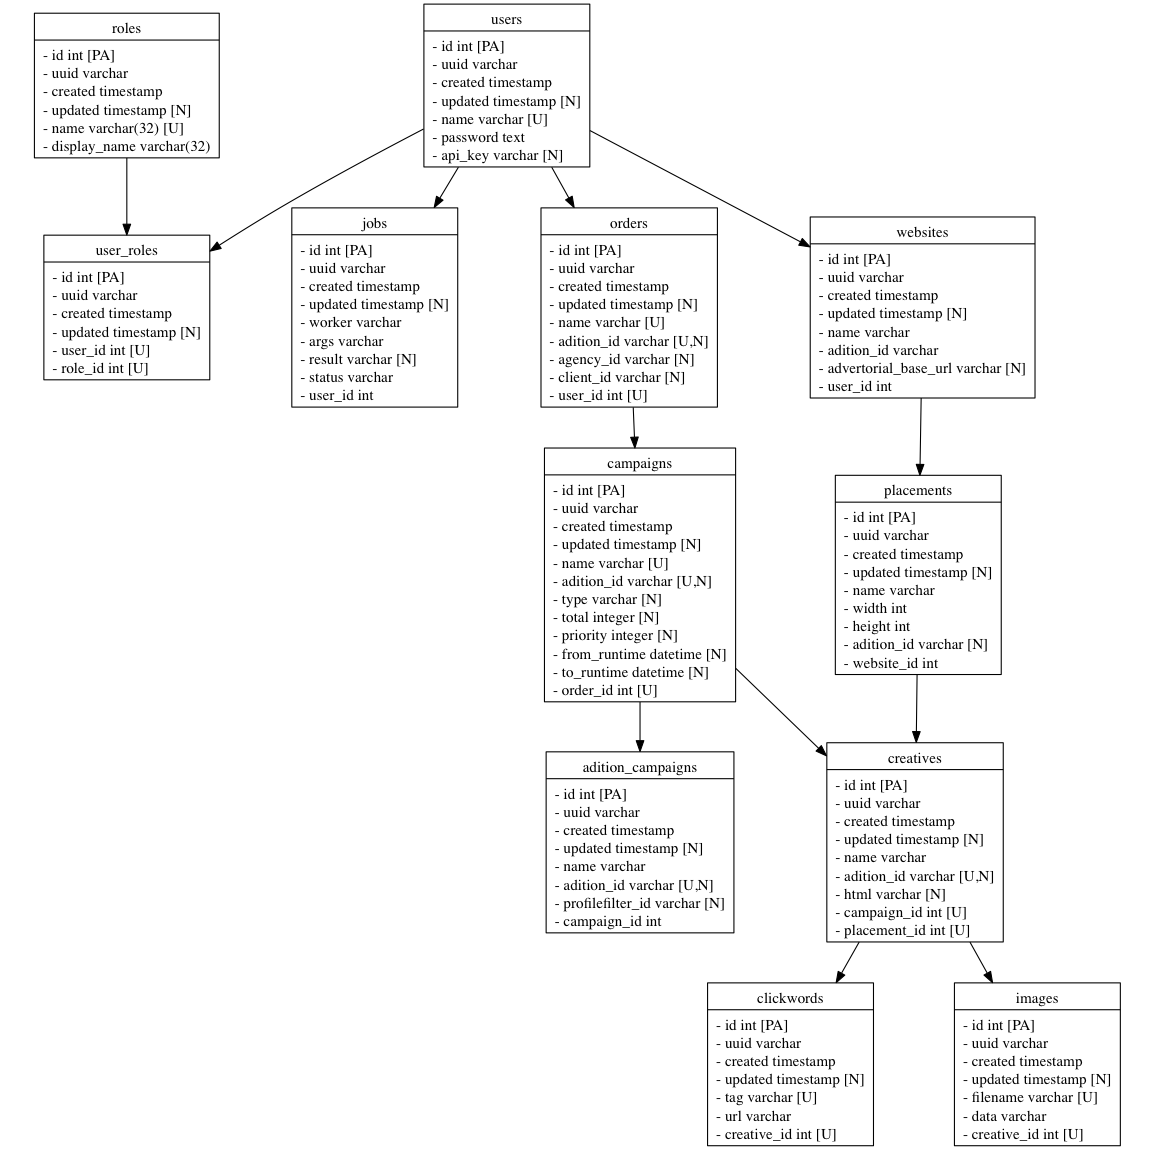 roles
- id int [PA]
- uuid varchar
- created timestamp
- updated timestamp [N]
- name varchar(32) [U]
- display_name varchar(32)
users
- id int [PA]
- uuid varchar
- created timestamp
- updated timestamp [N]
- name varchar [U]
- password text
- api_key varchar [N]
user_roles
- id int [PA]
- uuid varchar
- created timestamp
- updated timestamp [N]
- user_id int [U]
- role_id int [U]
jobs
- id int [PA]
- uuid varchar
- created timestamp
- updated timestamp [N]
- worker varchar
- args varchar
- result varchar [N]
- status varchar
- user_id int
orders
- id int [PA]
- uuid varchar
- created timestamp
- updated timestamp [N]
- name varchar [U]
- adition_id varchar [U,N]
- agency_id varchar [N]
- client_id varchar [N]
- user_id int [U]
websites
- id int [PA]
- uuid varchar
- created timestamp
- updated timestamp [N]
- name varchar
- adition_id varchar
- advertorial_base_url varchar [N]
- user_id int
campaigns
- id int [PA]
- uuid varchar
- created timestamp
- updated timestamp [N]
- name varchar [U]
- adition_id varchar [U,N]
- type varchar [N]
- total integer [N]
- priority integer [N]
- from_runtime datetime [N]
- to_runtime datetime [N]
- order_id int [U]
placements
- id int [PA]
- uuid varchar
- created timestamp
- updated timestamp [N]
- name varchar
- width int
- height int
- adition_id varchar [N]
- website_id int
adition_campaigns
- id int [PA]
- uuid varchar
- created timestamp
- updated timestamp [N]
- name varchar
- adition_id varchar [U,N]
- profilefilter_id varchar [N]
- campaign_id int
creatives
- id int [PA]
- uuid varchar
- created timestamp
- updated timestamp [N]
- name varchar
- adition_id varchar [U,N]
- html varchar [N]
- campaign_id int [U]
- placement_id int [U]
clickwords
- id int [PA]
- uuid varchar
- created timestamp
- updated timestamp [N]
- tag varchar [U]
- url varchar
- creative_id int [U]
images
- id int [PA]
- uuid varchar
- created timestamp
- updated timestamp [N]
- filename varchar [U]
- data varchar
- creative_id int [U]